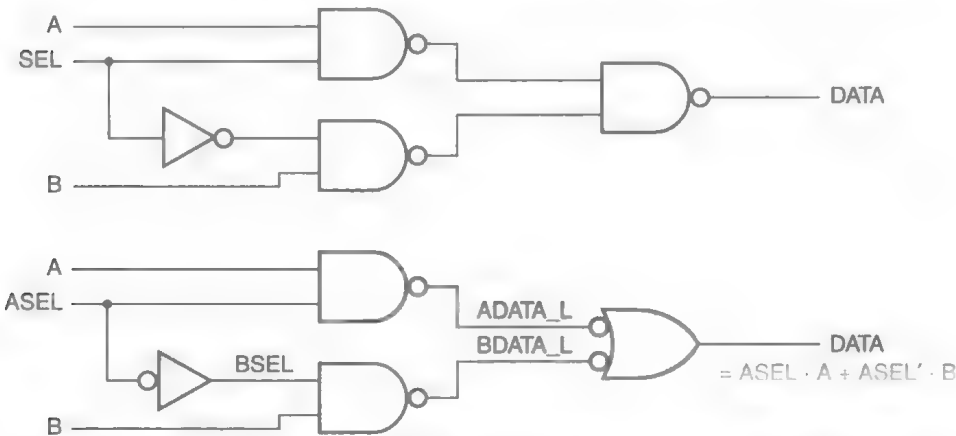 A
SEL
DATA
B
A
ASEL
ADATA_L
BDATA_L
DATA
BSEL
= ASEL · A + ASEL′ · B
B